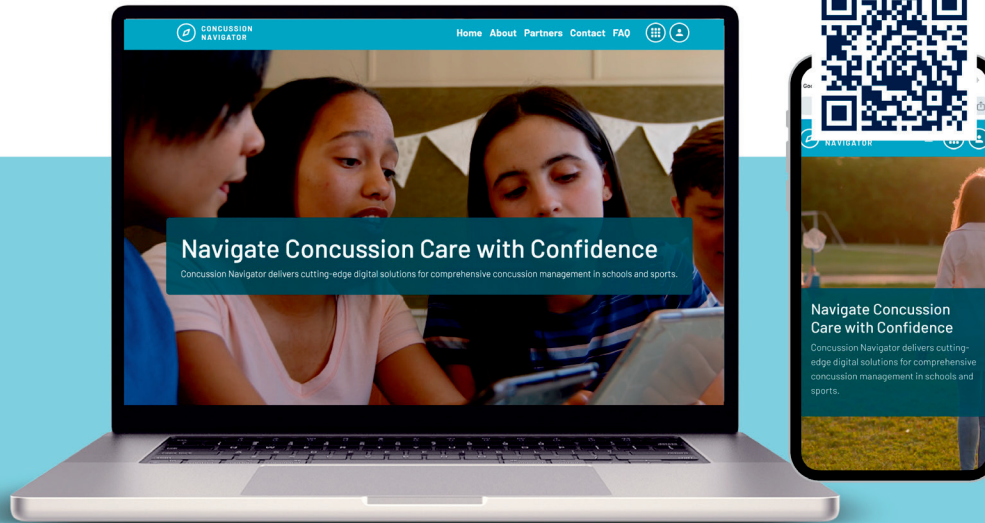 CONCUSSION
NAVIGATOR
Home About Partners Contact FAQ
Navigate Concussion Care with Confidence
Concussion Navigator delivers cutting-edge digital solutions for comprehensive concussion management in schools and sports.
NAVIGATOR
Navigate Concussion
Care with Confidence
Concussion Navigator delivers cutting-
edge digital solutions for comprehensive
concussion management in schools and
sports.